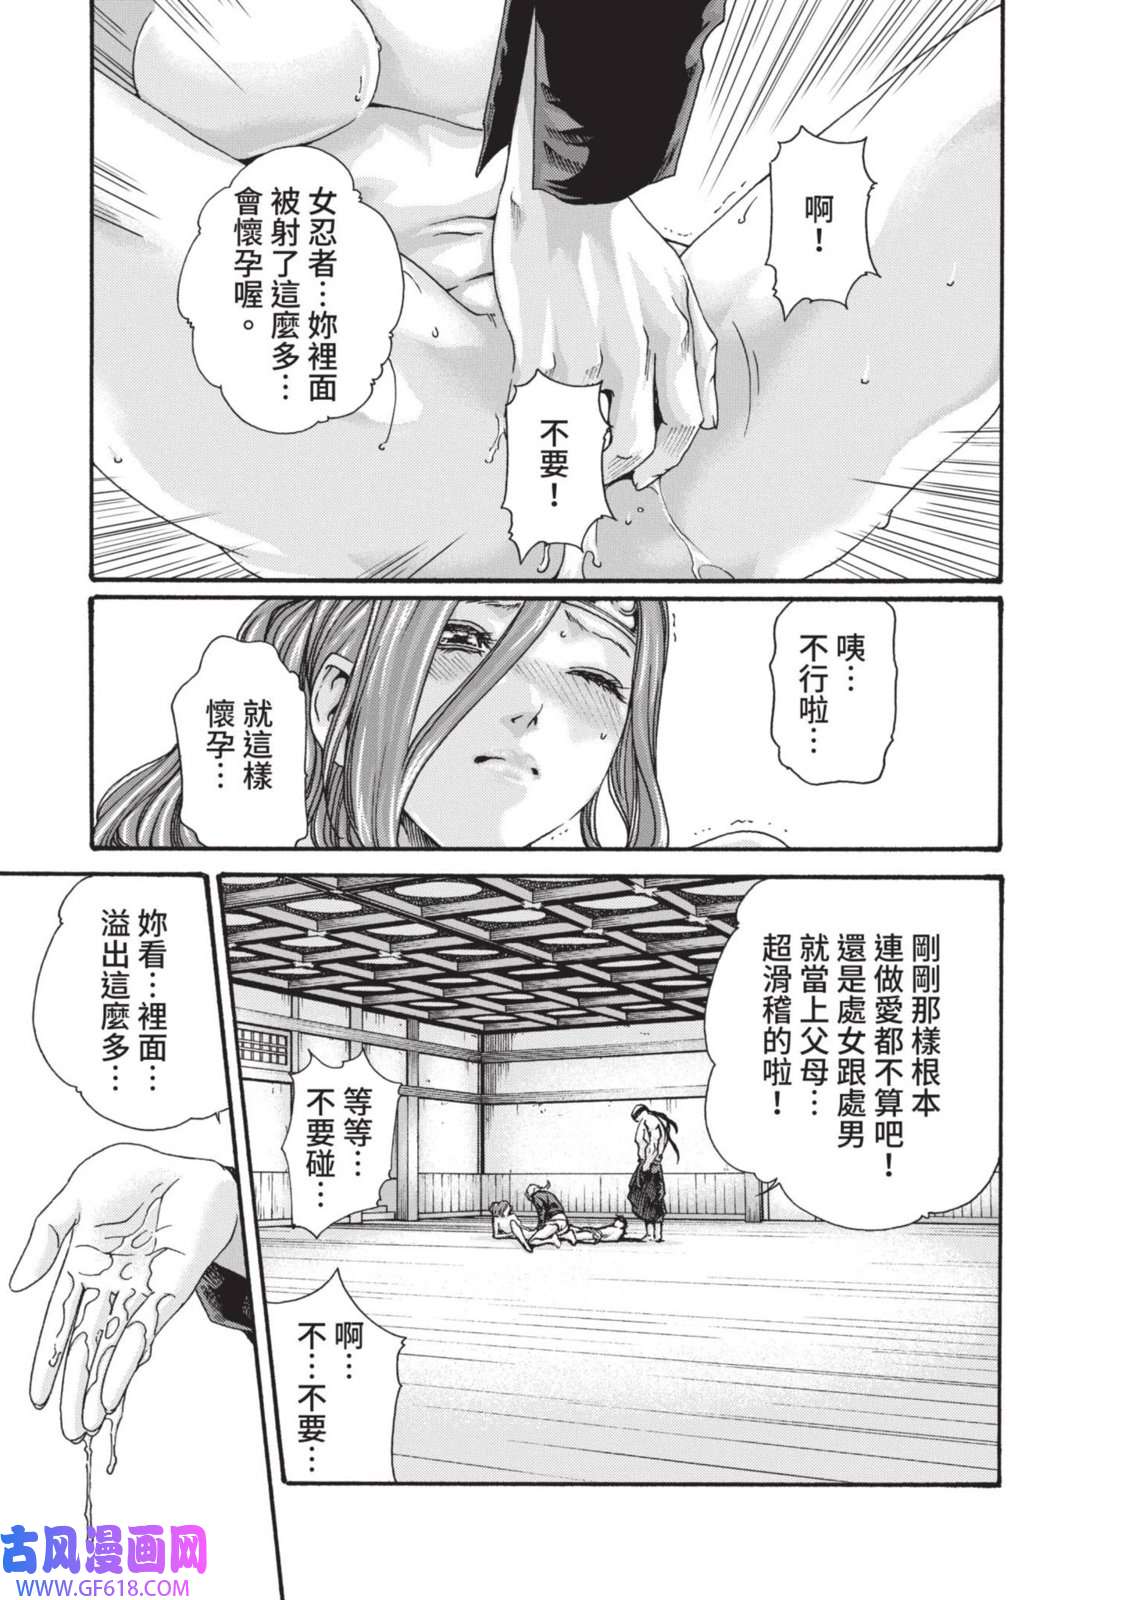 啊！
女忍者…妳裡面
被射了這麼多…
會懷孕喔。
不要！
咦…
不行啦…
就這樣
懷孕…
剛剛那樣根本
連做愛都不算吧！
還是處女跟處男
就當上父母…
超滑稽的啦！
等等…
不要碰…
啊…
不…不要…
妳看…裡面…
溢出這麼多…
古风漫画网
WWW.GF618.COM